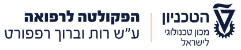 הטכניון
מכון טכנולוגי
לישראל
הפקולטה לרפואה
ע"ש רות וברוך רפפורט